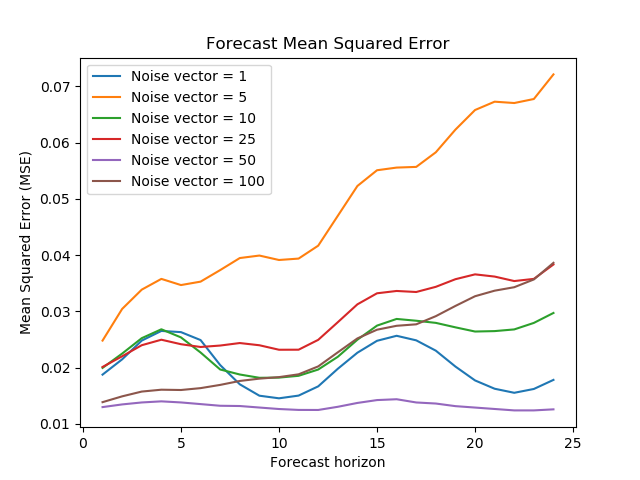 Forecast Mean Squared Error
Mean Squared Error (MSE)
0.07
0.06
0.05
0.04
0.03
0.02
0.01
Noise vector = 1
Noise vector = 5
Noise vector = 10
Noise vector = 25
Noise vector = 50
Noise vector = 100
0 5 10 15 20 25
Forecast horizon